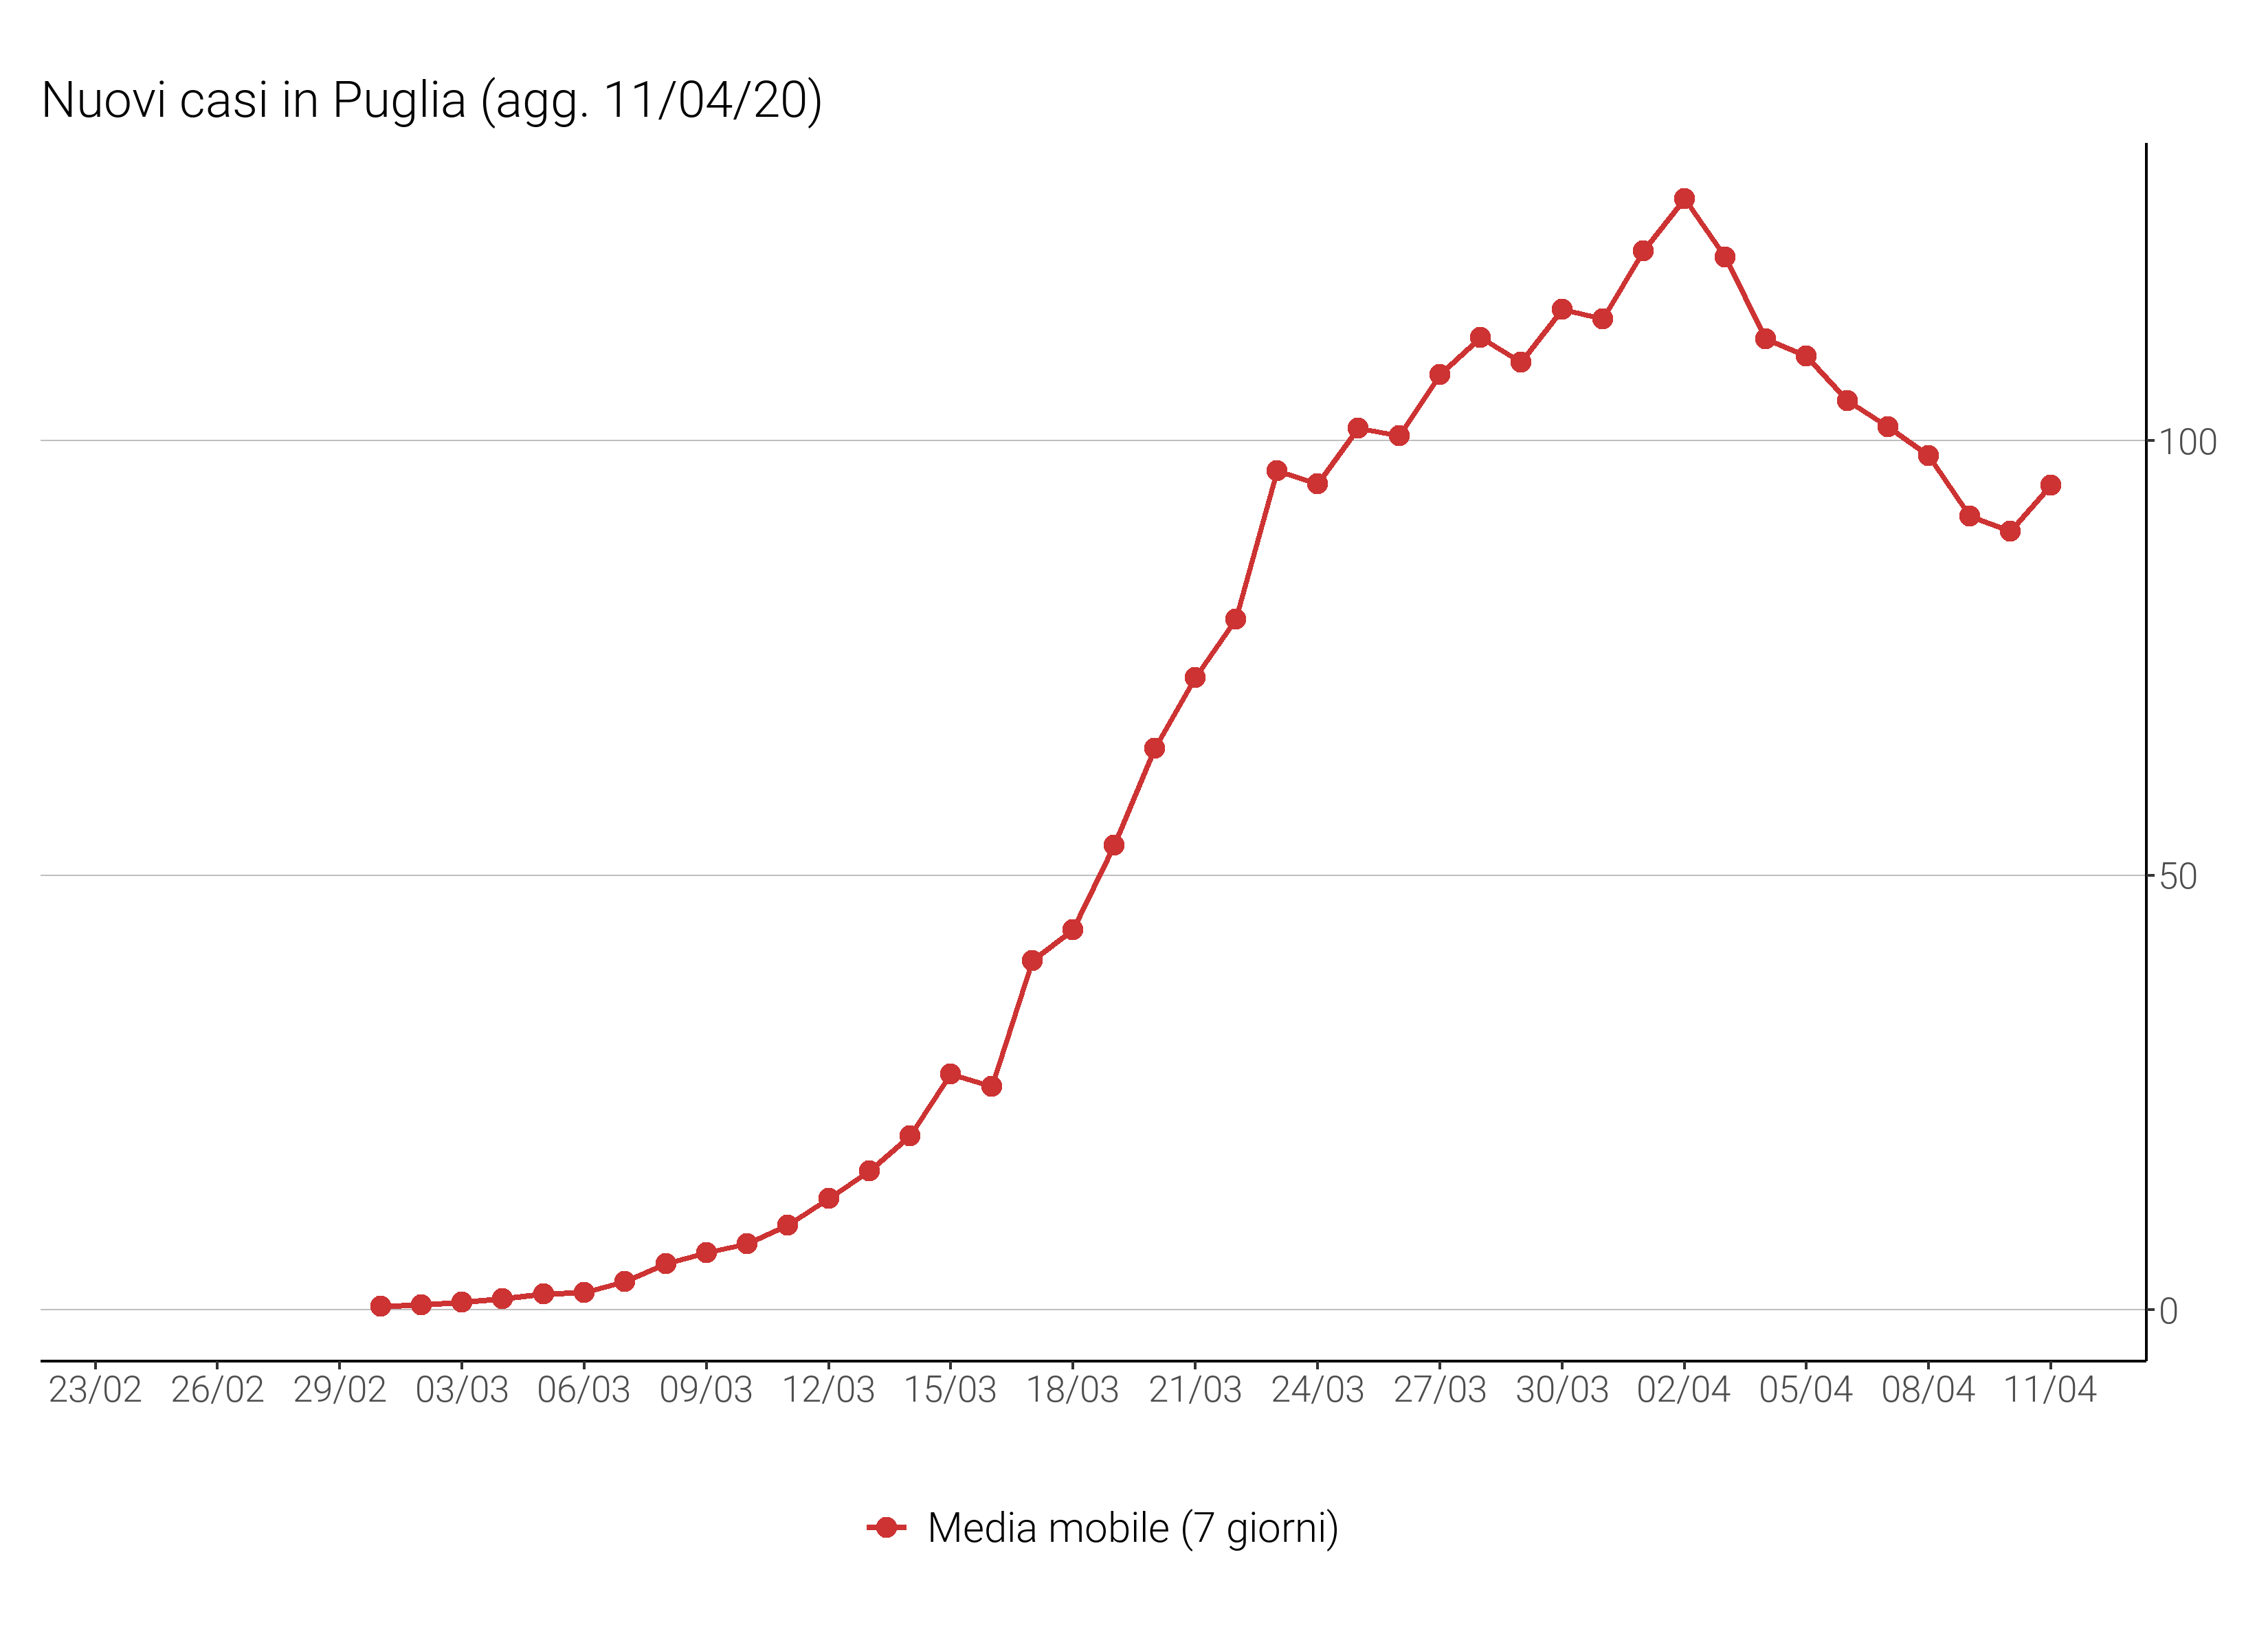 Nuovi casi in Puglia (agg. 11/04/20)
100
50
0
23/02 26/02 29/02 03/03 06/03 09/03 12/03 15/03 18/03 21/03 24/03 27/03 30/03 02/04 05/04 08/04 11/04
Media mobile (7 giorni)